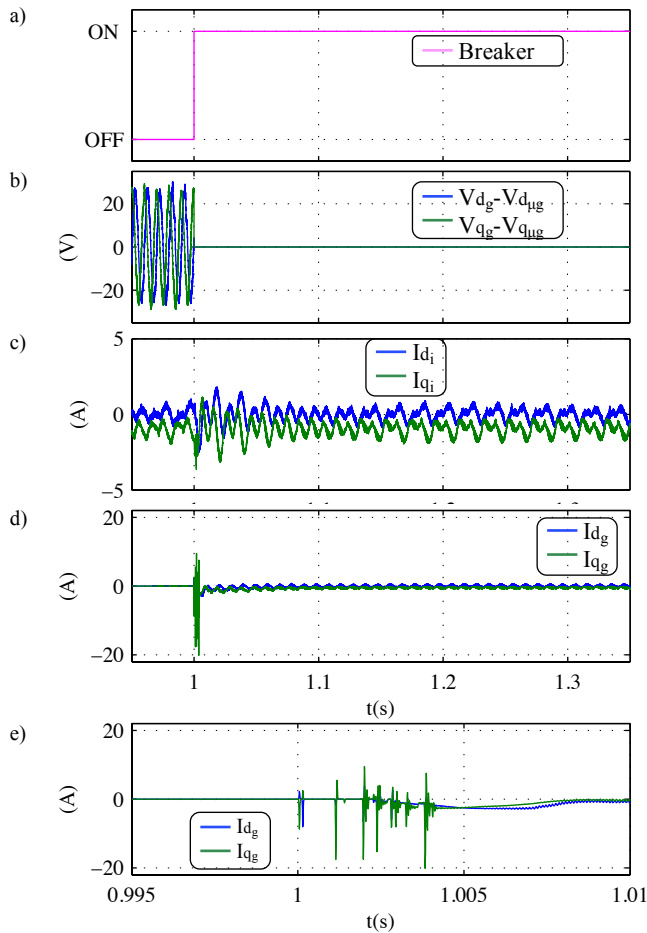 a)
ON
Breaker
OFF
b)
20
Vdg-Vdμg
Vqg-Vqμg
0
(V)
−20
c)
5
Idi
Iqi
(A)
0
−5
d)
20
Idg
Iqg
(A)
0
−20
1
1.1
1.2
1.3
t(s)
e)
20
(A)
0
Idg
Iqg
−20
0.995
1
1.005
1.01
t(s)